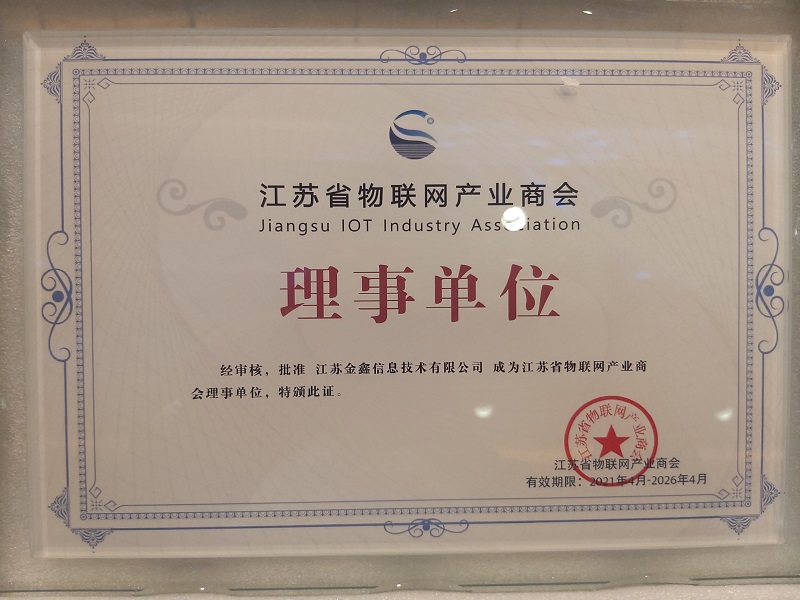 江苏省物联网产业商会
Jiangsu IOT Industry Association
理事单位
经审核，批准 江苏金鑫信息技术有限公司 成为江苏省物联网产业商
会理事单位，特颁此证。
江苏省物联网产业商会
江苏省物联网产业商会
有效期限：2021年4月-2026年4月